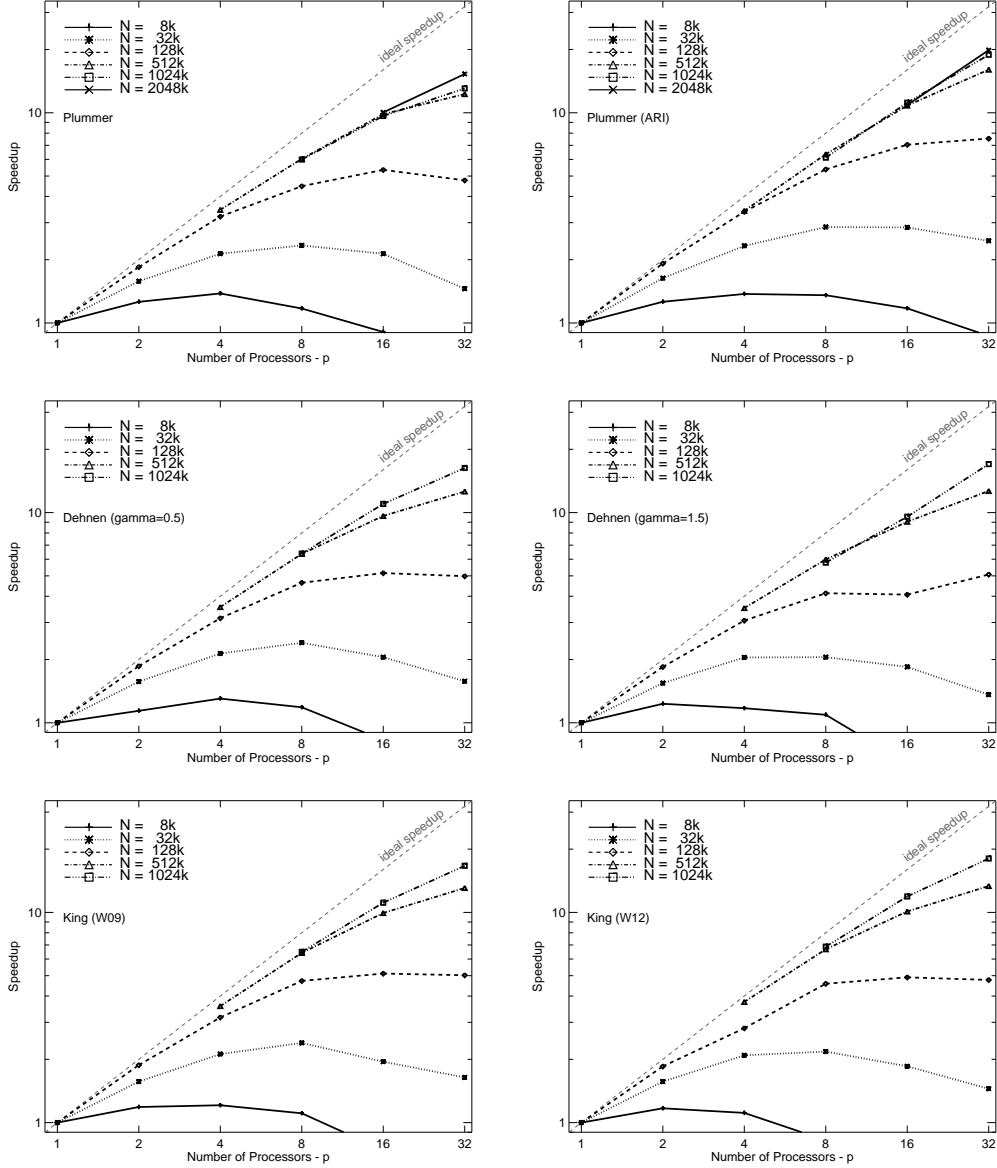 ideal speedup
N = 8k
N = 32k
N = 128k
N = 512k
N = 1024k
N = 2048k
Plummer
10
1
Speedup
1 2 4 8 16 32
Number of Processors - p
ideal speedup
N = 8k
N = 32k
N = 128k
N = 512k
N = 1024k
N = 2048k
Plummer (ARI)
10
1
Speedup
1 2 4 8 16 32
Number of Processors - p
ideal speedup
N = 8k
N = 32k
N = 128k
N = 512k
N = 1024k
Dehnen (gamma=0.5)
10
1
Speedup
1 2 4 8 16 32
Number of Processors - p
ideal speedup
N = 8k
N = 32k
N = 128k
N = 512k
N = 1024k
Dehnen (gamma=1.5)
10
1
Speedup
1 2 4 8 16 32
Number of Processors - p
ideal speedup
N = 8k
N = 32k
N = 128k
N = 512k
N = 1024k
King (W09)
10
1
Speedup
1 2 4 8 16 32
Number of Processors - p
ideal speedup
N = 8k
N = 32k
N = 128k
N = 512k
N = 1024k
King (W12)
10
1
Speedup
1 2 4 8 16 32
Number of Processors - p